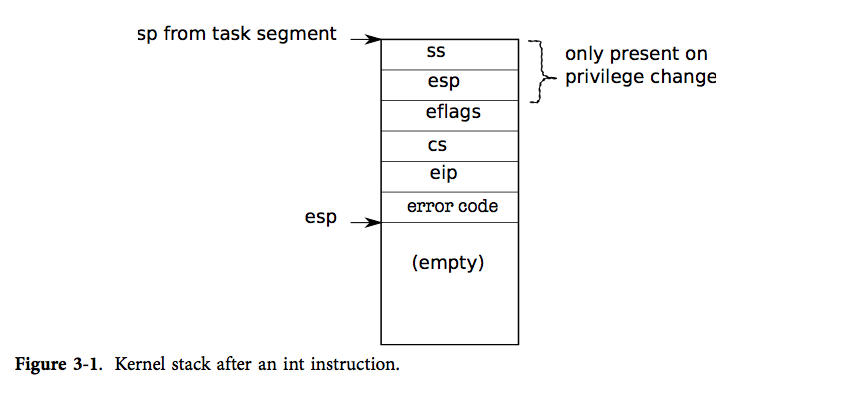 sp from task segment
ss
only present on
privilege change
esp
eflags
cs
eip
error code
esp
(empty)
Figure 3-1. Kernel stack after an int instruction.